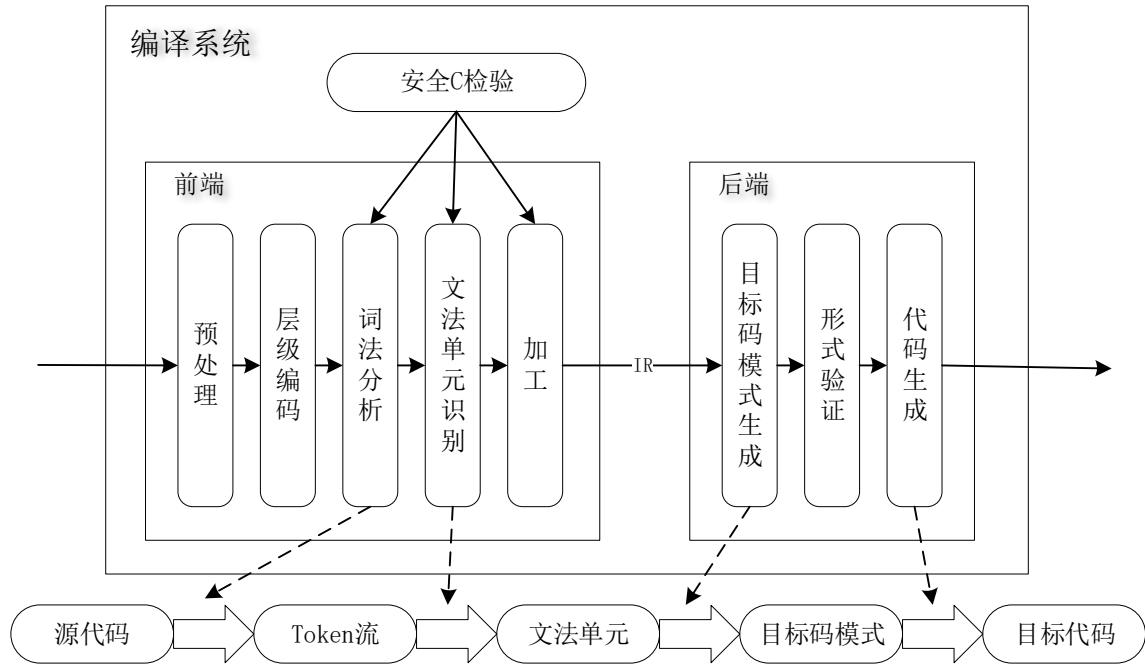 编译系统
安全C检验
前端
后端
预处理
层级编码
词法分析
文法单元识别
加工
IR
目标码模式生成
形式验证
代码生成
源代码
Token流
文法单元
目标码模式
目标代码